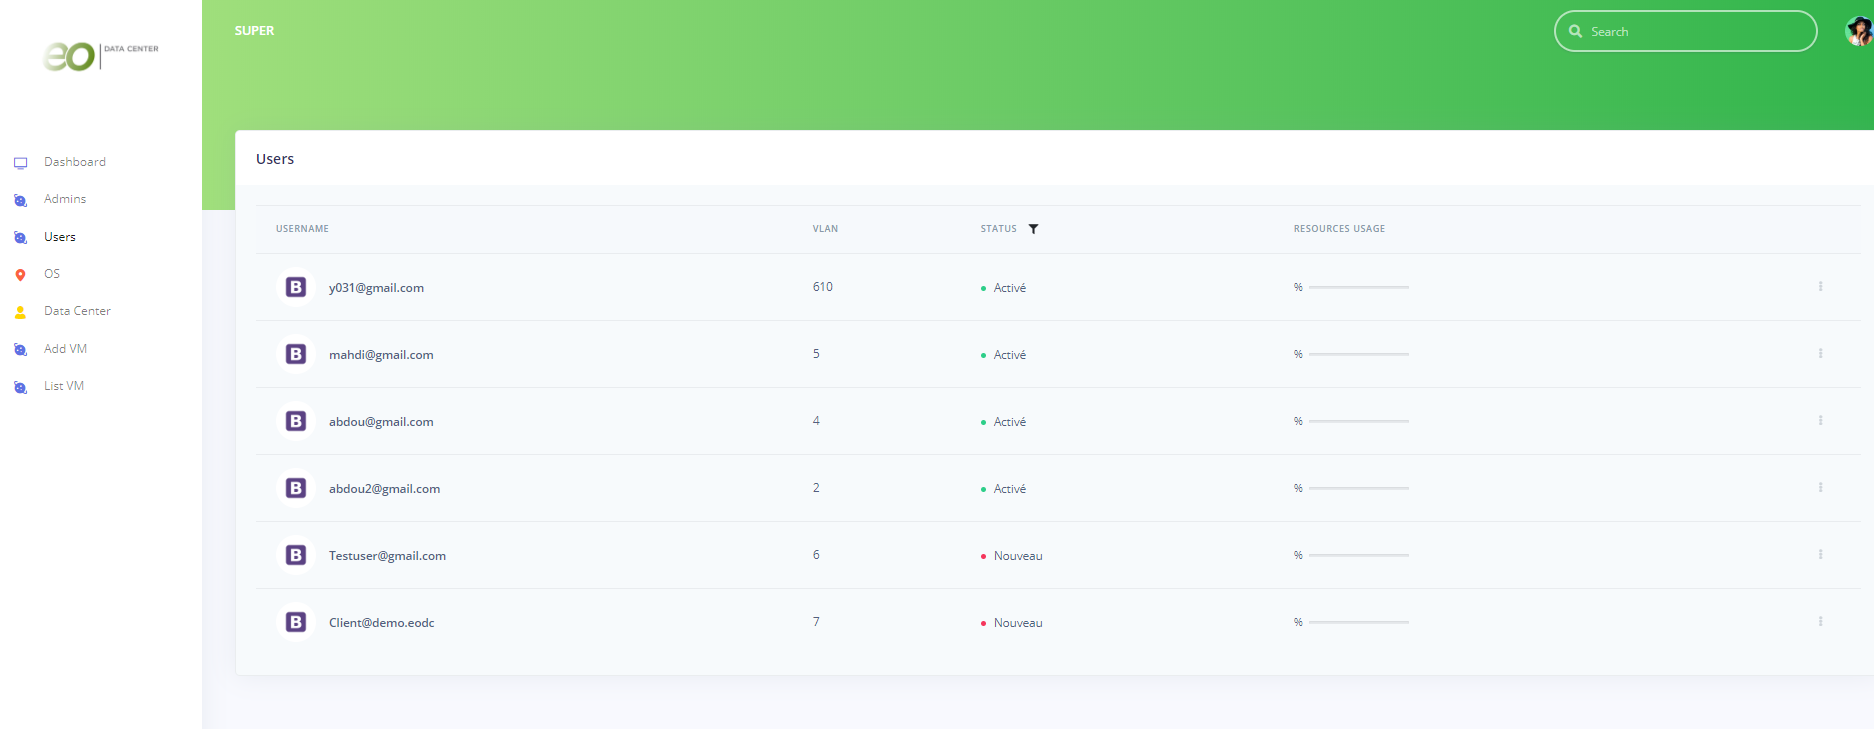 eo DATA CENTER
SUPER
Search
Dashboard
Admins
Users
OS
Data Center
Add VM
List VM
Users
USERNAME VLAN STATUS RESOURCES USAGE
B y031@gmail.com 610 Activé %
B mahdi@gmail.com 5 Activé %
B abdou@gmail.com 4 Activé %
B abdou2@gmail.com 2 Activé %
B Testuser@gmail.com 6 Nouveau %
B Client@demo.eodc 7 Nouveau %